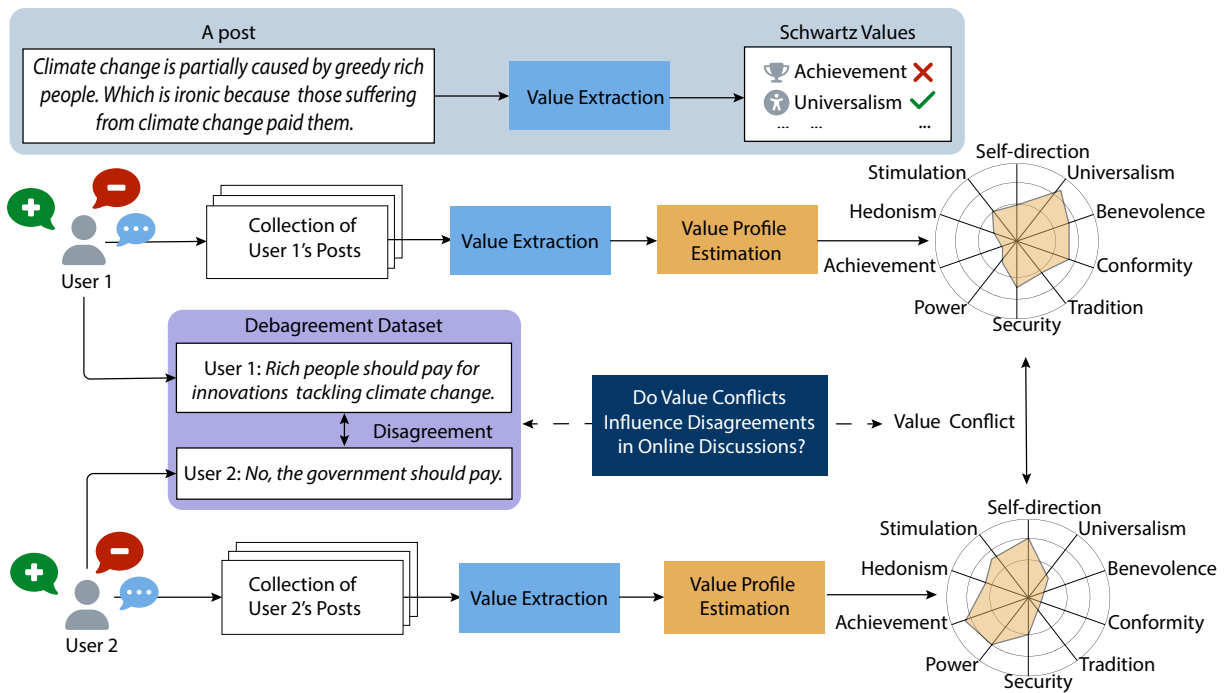 A post
Climate change is partially caused by greedy rich
people. Which is ironic because those suffering
from climate change paid them.
Value Extraction
Schwartz Values
Achievement
Universalism
... ... ...
User 1
Collection of
User 1's Posts
Value Extraction
Value Profile
Estimation
Self-direction
Universalism
Benevolence
Conformity
Tradition
Security
Power
Achievement
Hedonism
Stimulation
Debagreement Dataset
User 1: Rich people should pay for
innovations tackling climate change.
Disagreement
User 2: No, the government should pay.
Do Value Conflicts
Influence Disagreements
in Online Discussions?
Value Conflict
User 2
Collection of
User 2's Posts
Value Extraction
Value Profile
Estimation
Self-direction
Universalism
Benevolence
Conformity
Tradition
Security
Power
Achievement
Hedonism
Stimulation